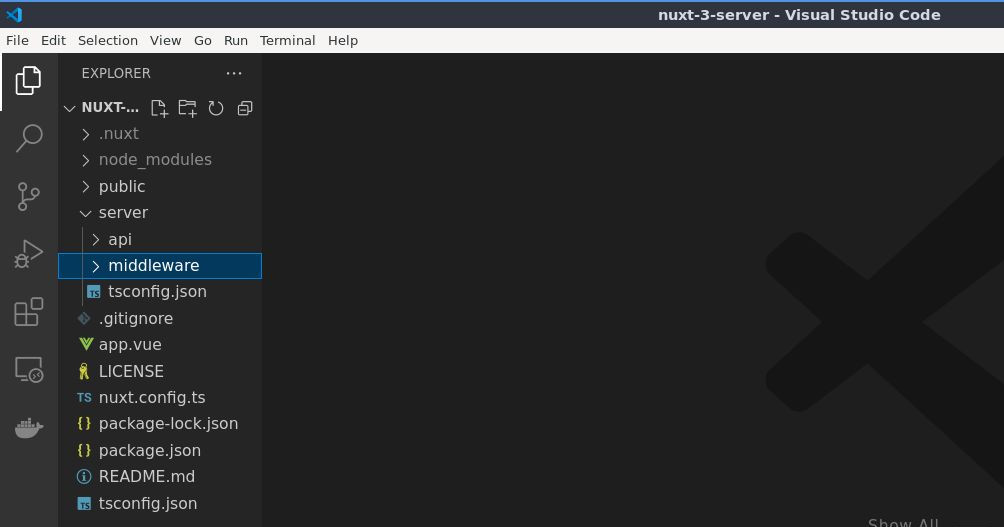 nuxt-3-server - Visual Studio Code
File Edit Selection View Go Run Terminal Help
EXPLORER
NUXT-...
.nuxt
node_modules
public
server
api
middleware
tsconfig.json
.gitignore
app.vue
LICENSE
TS nuxt.config.ts
package-lock.json
package.json
README.md
tsconfig.json
Show All